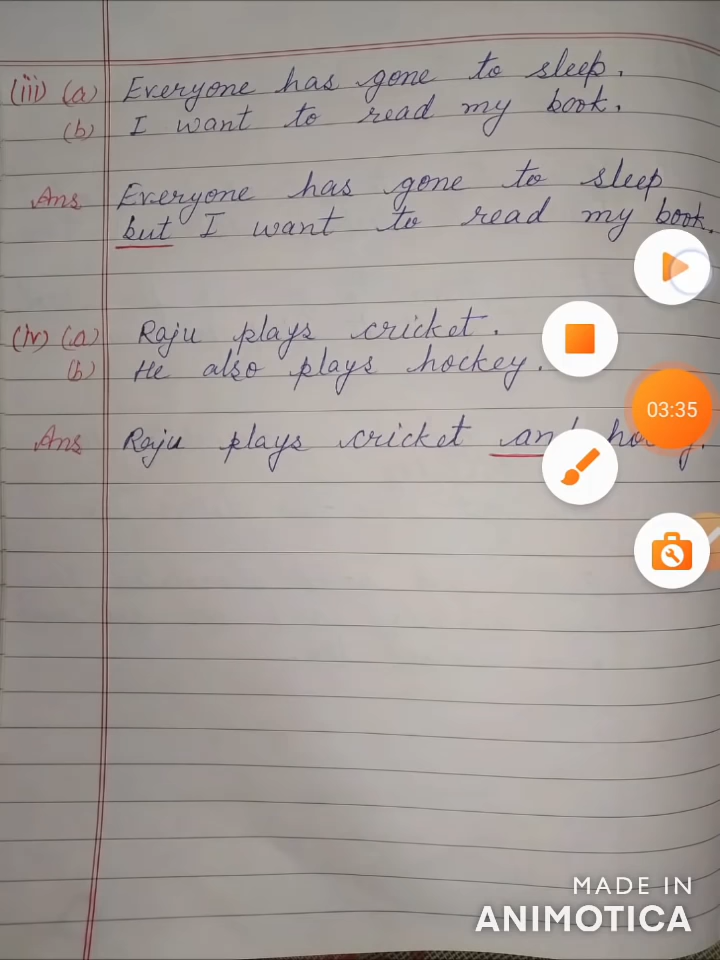 (iii) (a) Everyone has gone to sleep.
(b) I want to read my book.
Ans Everyone has gone to sleep
but I want to read my book.
(iv) (a) Raju plays cricket.
(b) He also plays hockey.
03:35
Ans Raju plays cricket
MADE IN
ANIMOTICA